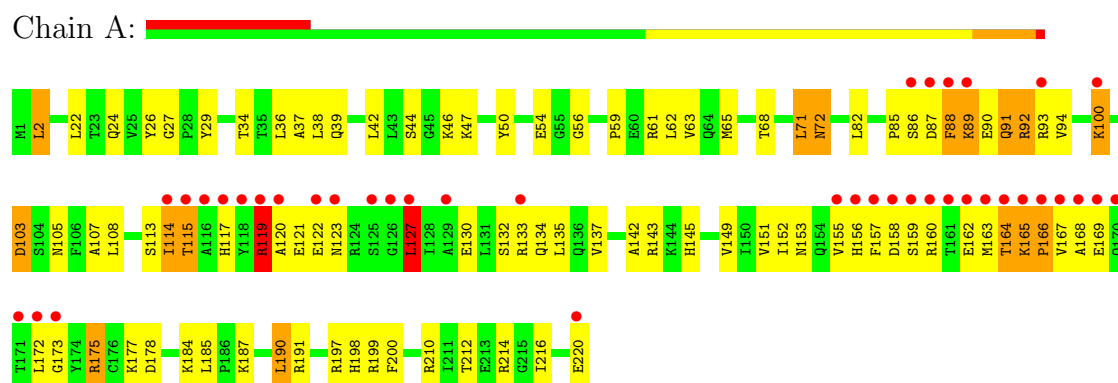 Chain A:
M1 L2 L22 T23 Q24 V25 Y26 G27 P28 Y29 T34 T35 L36 A37 L38 Q39 L42 L43 S44 G45 K46 K47 Y50 E54 G55 G56 P59 E60 R61 L62 V63 Q64 M65 T68 L71 N72 L82 P85 S86 D87 F88 K89 E90 Q91 R92 R93 V94 K100
D103 S104 N105 F106 A107 L108 S113 I114 T115 A116 H117 Y118 R119 A120 E121 E122 N123 R124 S125 G126 L127 I128 A129 E130 L131 S132 R133 Q134 L135 Q136 V137 A142 R143 K144 H145 V149 I150 V151 I152 N153 Q154 V155 H156 F157 D158 S159 R160 T161 E162 M163 T164 K165 P166 V167 A168 E169 Q170
T171 L172 G173 Y174 R175 C176 K177 D178 K184 L185 P186 K187 L190 R191 R197 H198 R199 F200 R210 I211 T212 E213 R214 G215 I216 E220